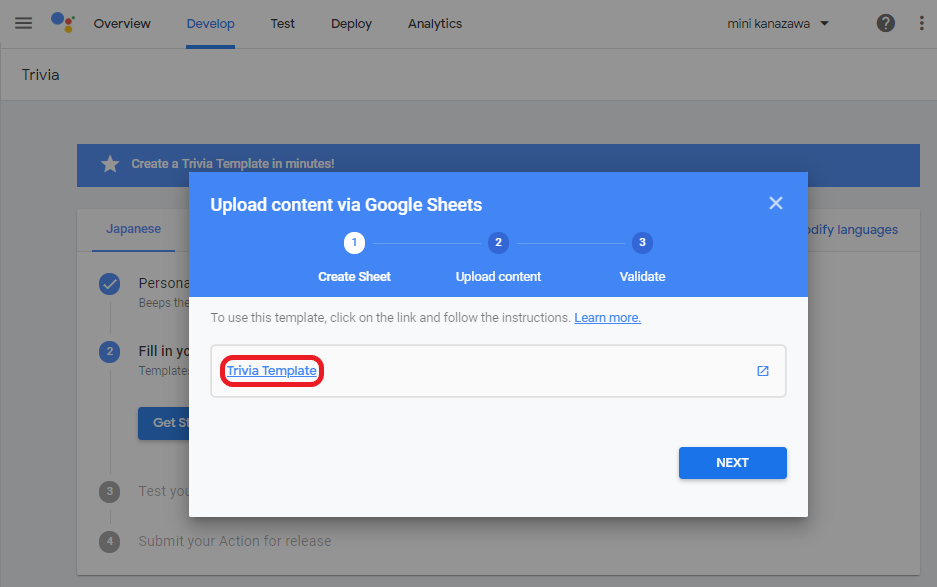 Overview Develop Test Deploy Analytics mini kanazawa
Trivia
Create a Trivia Template in minutes!
Upload content via Google Sheets
1 2 3
Create Sheet Upload content Validate
To use this template, click on the link and follow the instructions. Learn more.
Trivia Template
NEXT
Japanese
odify languages
Persona
Beeps the
2 Fill in yo
Template
Get St
3 Test you
4 Submit your Action for release